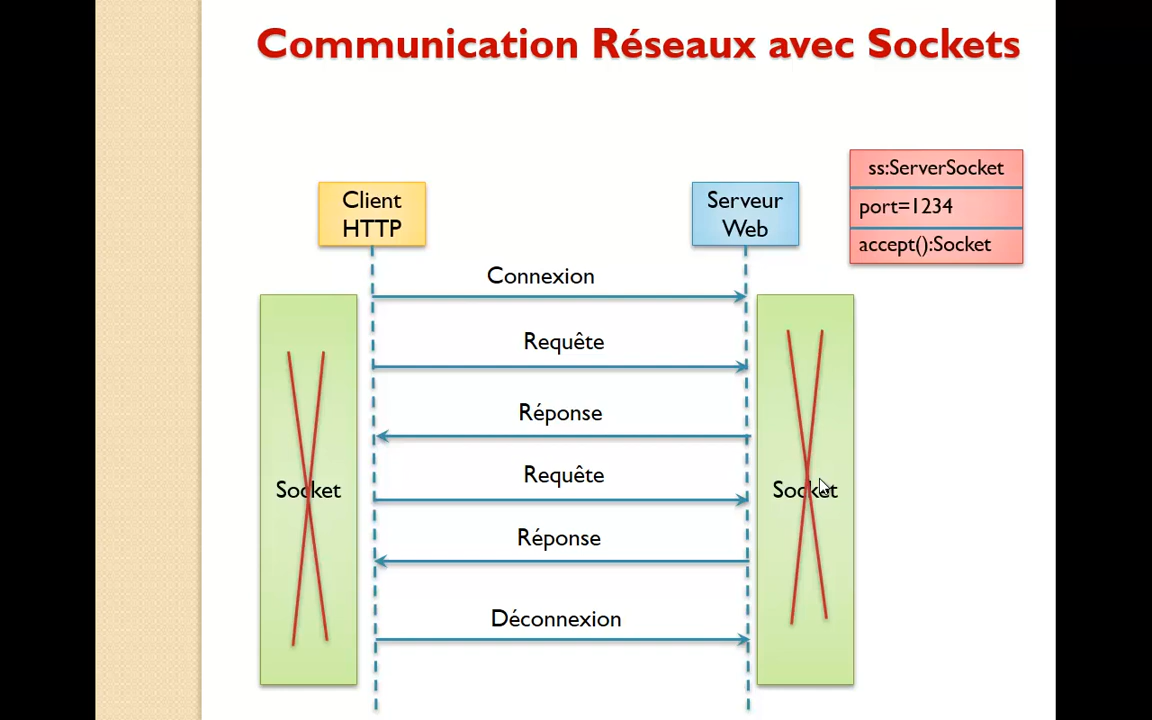 Communication Réseaux avec Sockets
Client
HTTP
Serveur
Web
ss:ServerSocket
port=1234
accept():Socket
Connexion
Requête
Réponse
Requête
Socket
Socket
Réponse
Déconnexion